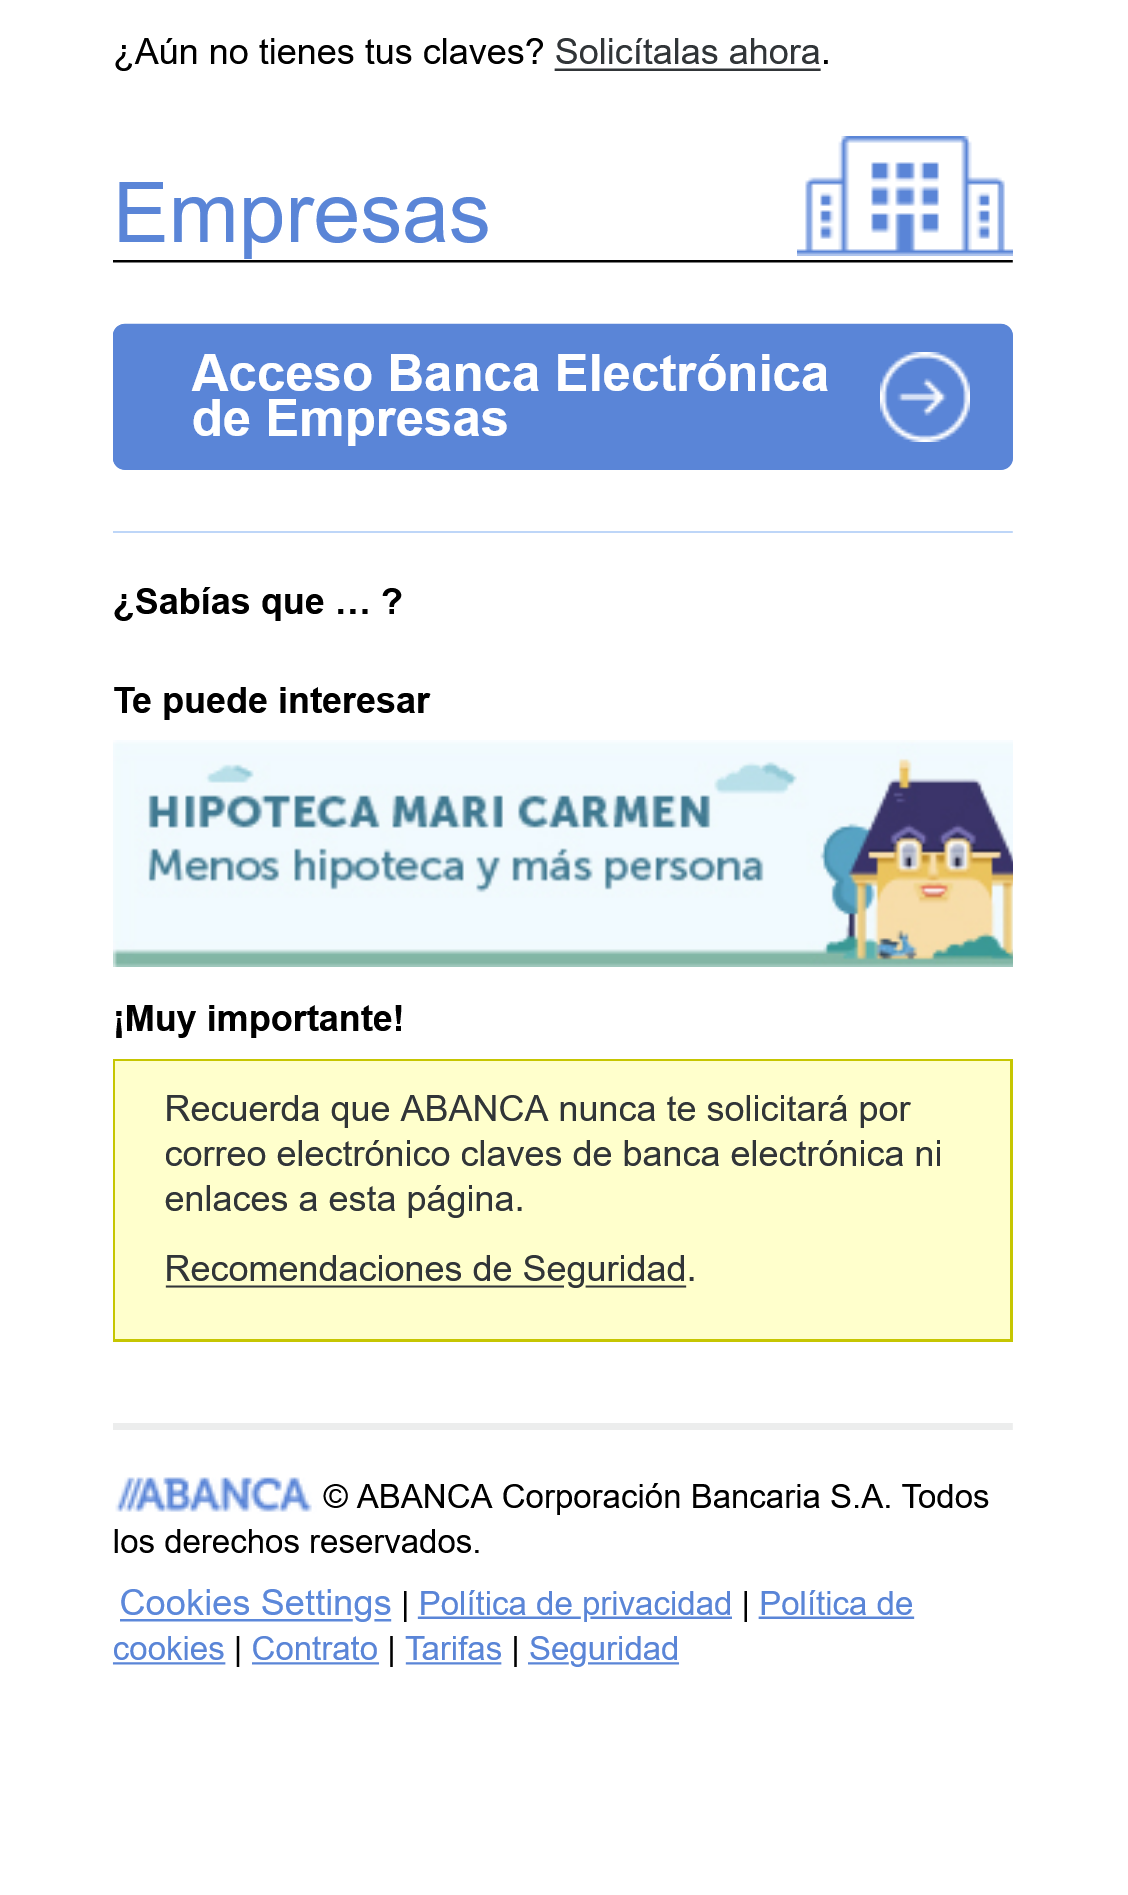 ¿Aún no tienes tus claves? Solicítalas ahora.
Empresas
Acceso Banca Electrónica
de Empresas
¿Sabías que … ?
Te puede interesar
HIPOTECA MARI CARMEN
Menos hipoteca y más persona
¡Muy importante!
Recuerda que ABANCA nunca te solicitará por
correo electrónico claves de banca electrónica ni
enlaces a esta página.
Recomendaciones de Seguridad.
///ABANCA © ABANCA Corporación Bancaria S.A. Todos
los derechos reservados.
Cookies Settings | Política de privacidad | Política de
cookies | Contrato | Tarifas | Seguridad